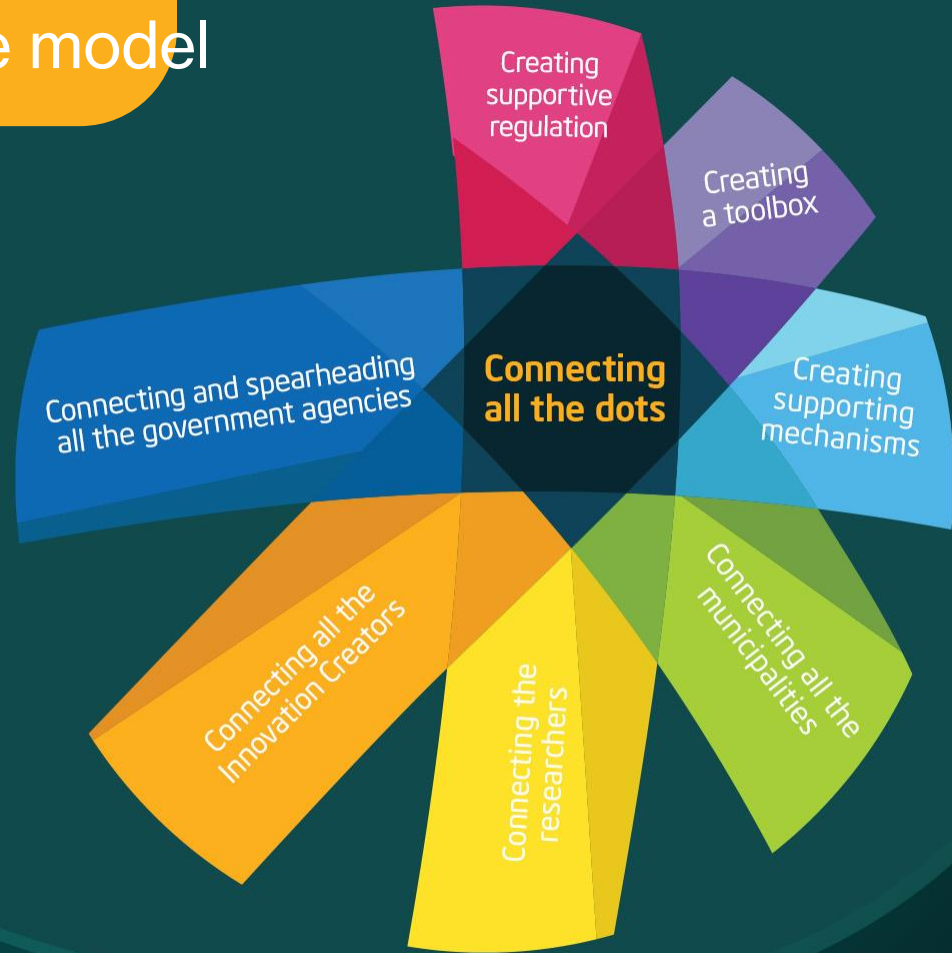 e model
Creating
supportive
regulation
Creating
a toolbox
Creating
supporting
mechanisms
Connecting and spearheading
all the government agencies
Connecting
all the dots
Connecting all the
municipalities
Connecting all the
Innovation Creators
Connecting the
researchers